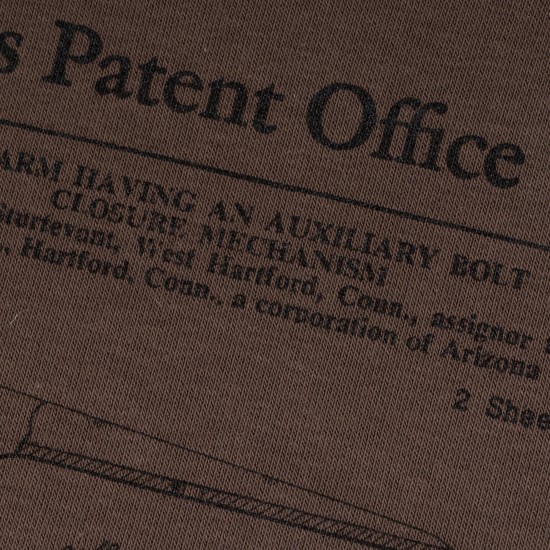 s Patent Office
ARM HAVING AN AUXILIARY BOLT
CLOSURE MECHANISM
Sturtevant, West Hartford, Conn., assignor
., Hartford, Conn., a corporation of Arizona
2 Shee